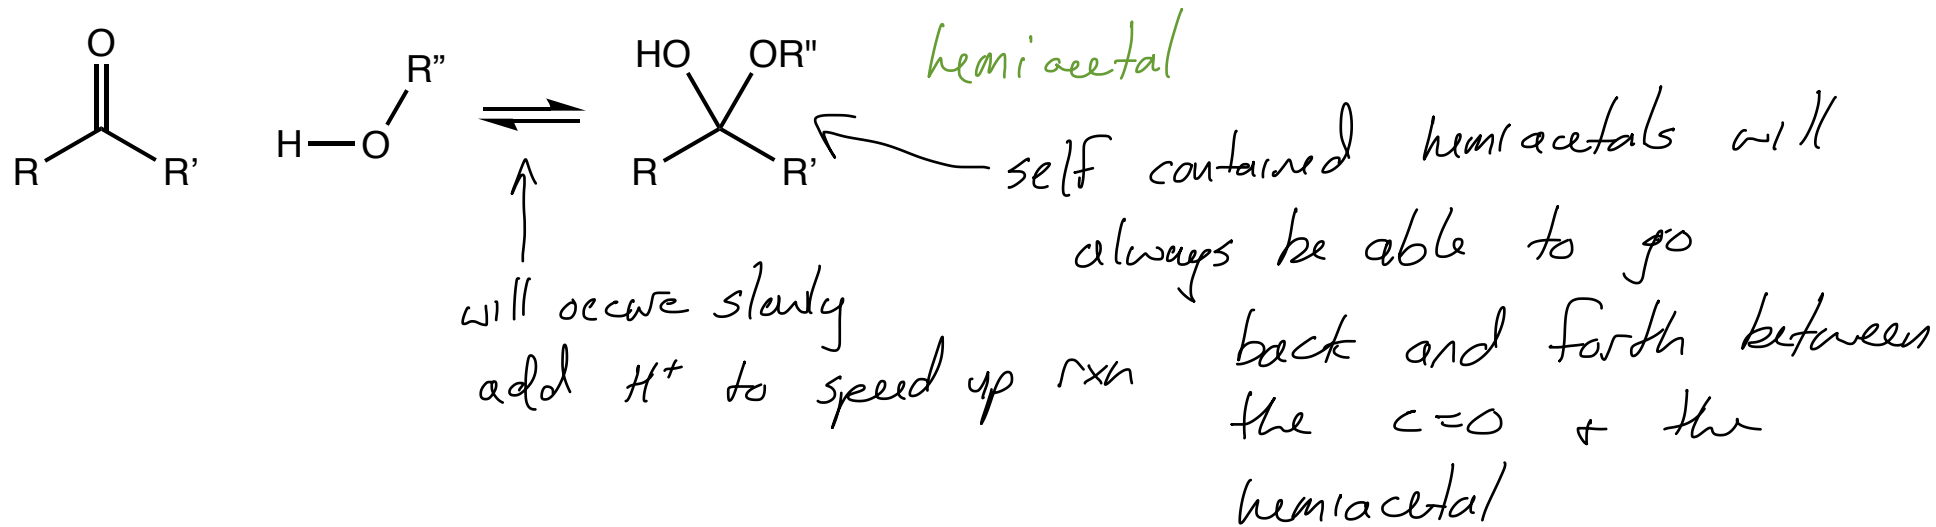 O
R R'
H—O
R”
HO OR"
R R'
hemiacetal
self contained hemiacetals will
always be able to go
back and forth between
the c=o + the
hemiacetal
will occure slowly
add H+ to speed up rxn